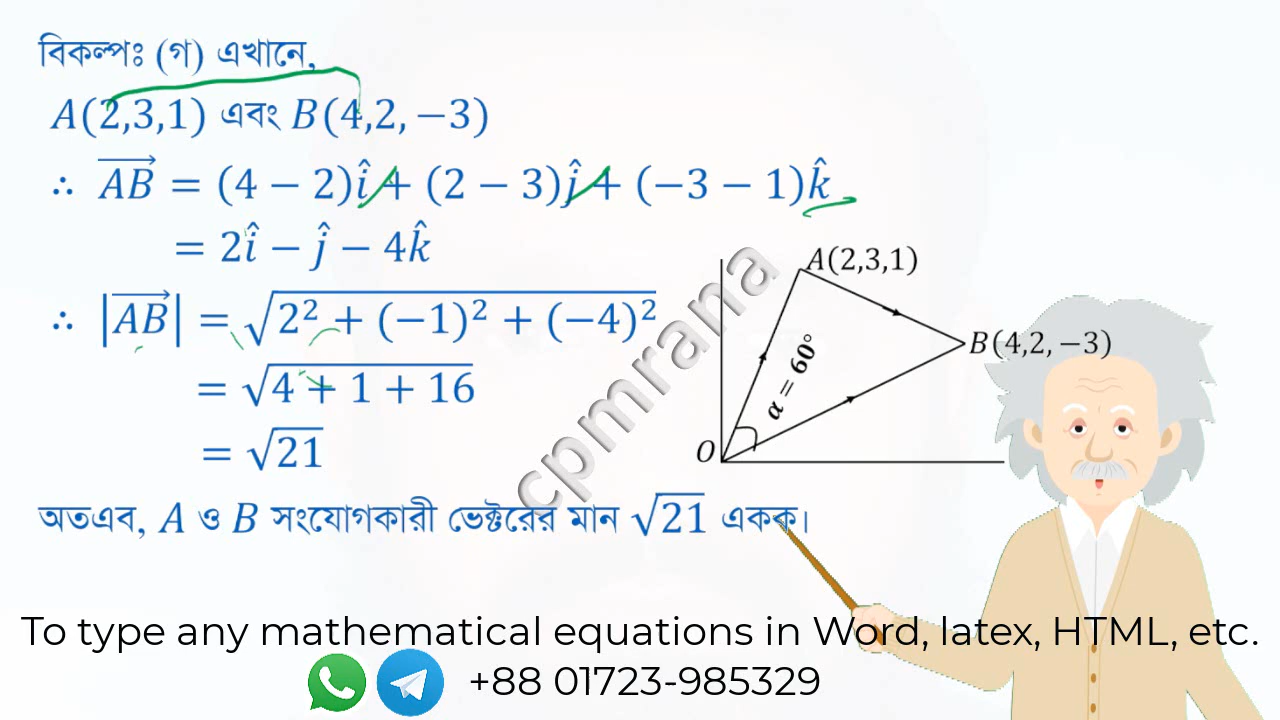 বিকল্পঃ (গ) এখানে,
A(2,3,1) এবং B(4,2,−3)
∴ \overrightarrow{AB} = (4 − 2)î + (2 − 3)ĵ + (−3 − 1)k̂
= 2î − ĵ − 4k̂
∴ |\overrightarrow{AB}| = √(2² + (−1)² + (−4)²)
= √(4 + 1 + 16)
= √21
অতএব, A ও B সংযোগকারী ভেক্টরের মান √21 একক।
A(2,3,1)
B(4,2,−3)
α = 60°
O
cpmrana
To type any mathematical equations in Word, latex, HTML, etc.
+88 01723-985329